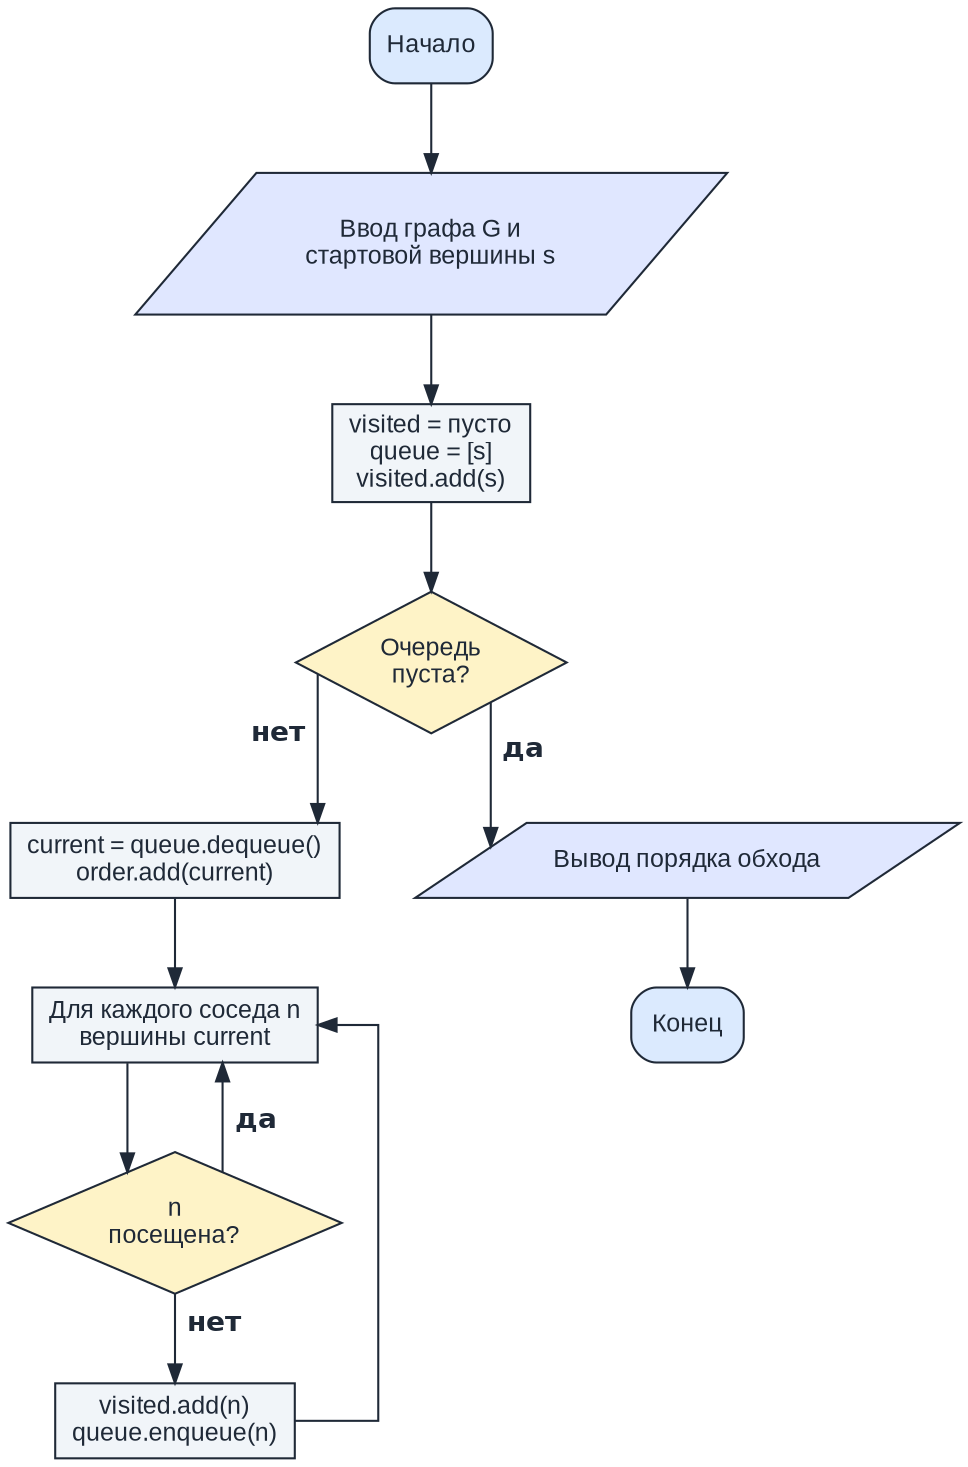 Начало
Ввод графа G и
стартовой вершины s
visited = пусто
queue = [s]
visited.add(s)
Очередь
пуста?
нет
да
current = queue.dequeue()
order.add(current)
Вывод порядка обхода
Для каждого соседа n
вершины current
Конец
да
n
посещена?
нет
visited.add(n)
queue.enqueue(n)